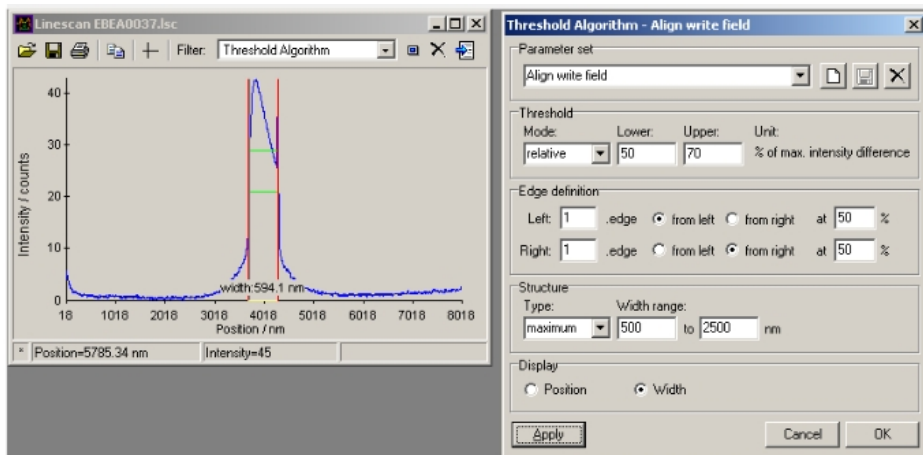 Linescan EBEA0037.lsc
Filter: Threshold Algorithm
Intensity / counts
40
30
20
10
0
width:594.1 nm
18 1018 2018 3018 4018 5018 6018 7018 8018
Position / nm
* Position=5785.34 nm Intensity=45
Threshold Algorithm - Align write field
Parameter set
Align write field
Threshold
Mode: Lower: Upper: Unit:
relative 50 70 % of max. intensity difference
Edge definition
Left: 1 .edge from left from right at 50 %
Right: 1 .edge from left from right at 50 %
Structure
Type: Width range:
maximum 500 to 2500 nm
Display
Position Width
Apply Cancel OK